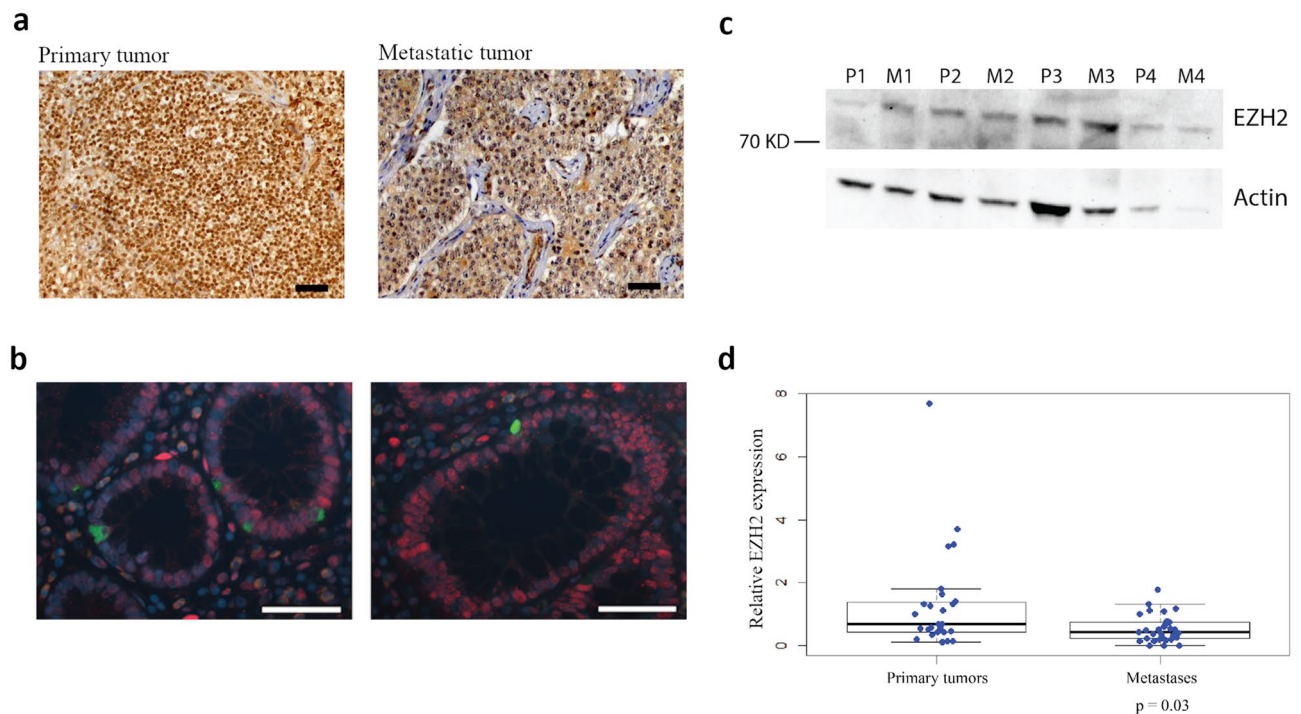 a
Primary tumor
Metastatic tumor
b
c
P1 M1 P2 M2 P3 M3 P4 M4
EZH2
70 KD
Actin
d
Relative EZH2 expression
8
6
4
2
0
Primary tumors
Metastases
p = 0.03